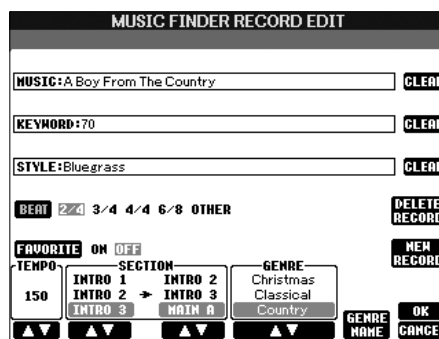 MUSIC FINDER RECORD EDIT
MUSIC:A Boy From The Country
CLEAR
KEYWORD:70
CLEAR
STYLE:Bluegrass
CLEAR
BEAT 2/4 3/4 4/4 6/8 OTHER
DELETE
RECORD
FAVORITE ON OFF
NEW
RECORD
TEMPO
SECTION
GENRE
150
INTRO 1 INTRO 2
INTRO 2 → INTRO 3
INTRO 3 MAIN A
Christmas
Classical
Country
GENRE
NAME
OK
CANCEL